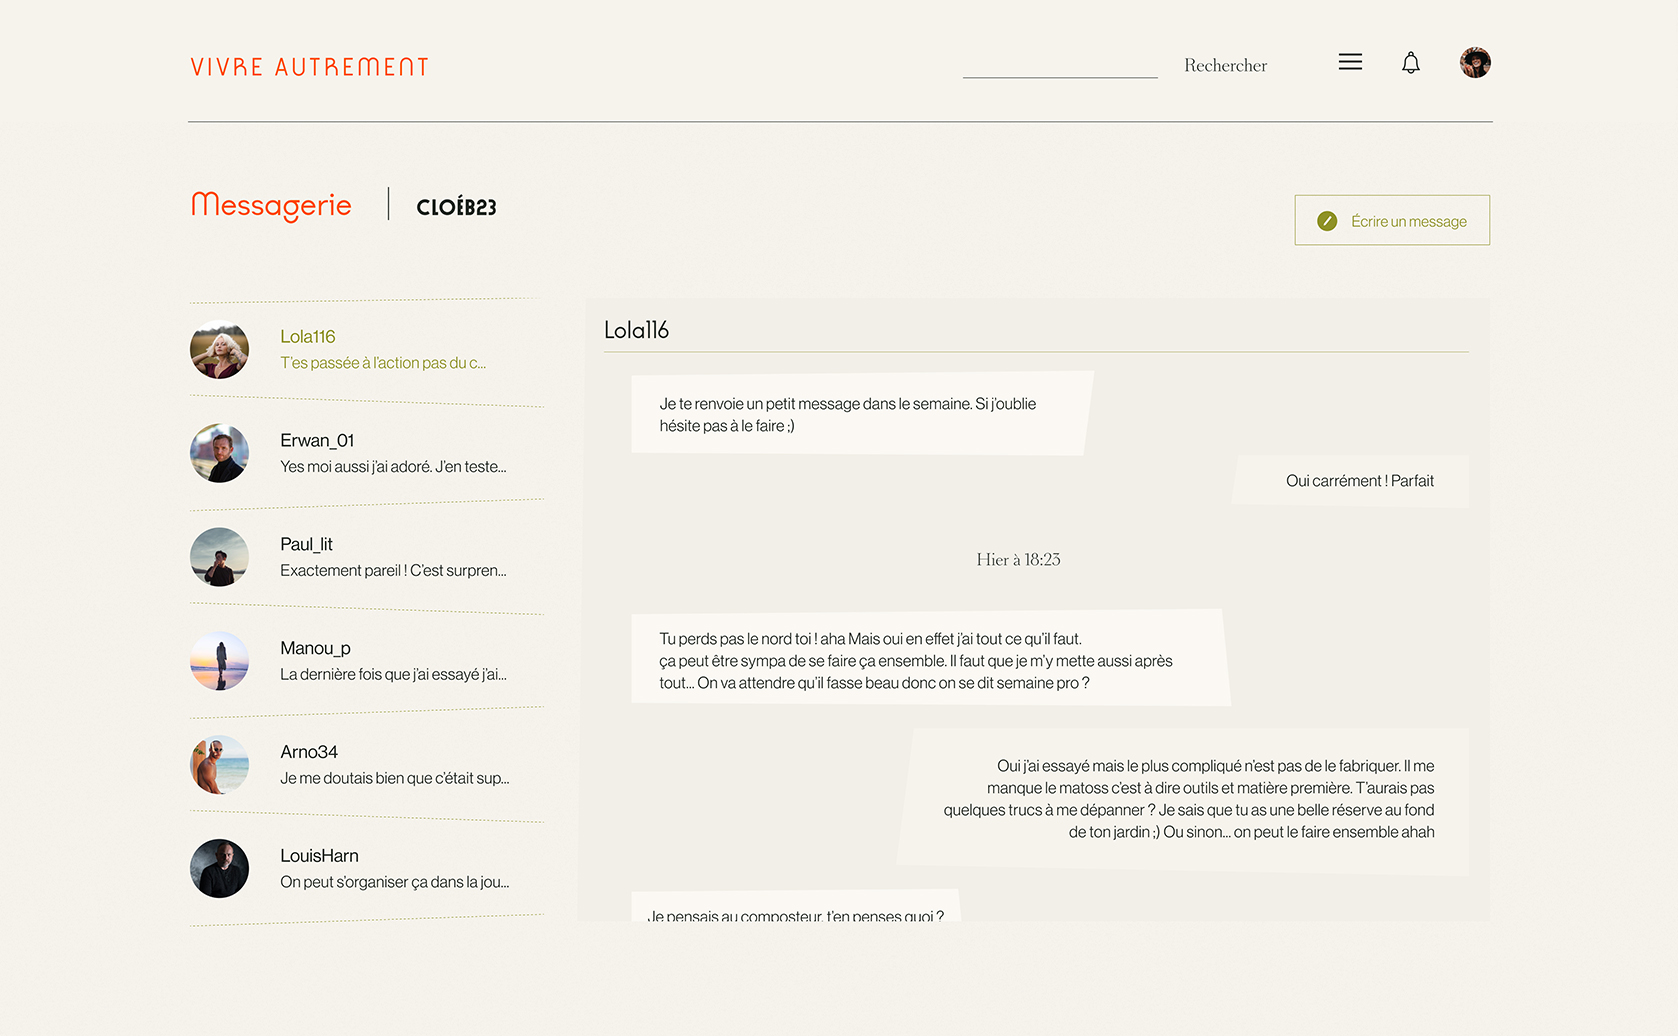 VIVRE AUTREMENT
Rechercher
Messagerie
CLOÉB23
Écrire un message
Lola116
T'es passée à l'action pas du c...
Erwan_01
Yes moi aussi j'ai adoré. J'en teste...
Paul_lit
Exactement pareil ! C'est surpren...
Manou_p
La dernière fois que j'ai essayé j'ai...
Arno34
Je me doutais bien que c'était sup...
LouisHarn
On peut s'organiser ça dans la jou...
Lola116
Je te renvoie un petit message dans le semaine. Si j'oublie
hésite pas à le faire ;)
Oui carrément ! Parfait
Hier à 18:23
Tu perds pas le nord toi ! aha Mais oui en effet j'ai tout ce qu'il faut.
ça peut être sympa de se faire ça ensemble. Il faut que je m'y mette aussi après
tout... On va attendre qu'il fasse beau donc on se dit semaine pro ?
Oui j'ai essayé mais le plus compliqué n'est pas de le fabriquer. Il me
manque le matoss c'est à dire outils et matière première. T'aurais pas
quelques trucs à me dépanner ? Je sais que tu as une belle réserve au fond
de ton jardin ;) Ou sinon... on peut le faire ensemble ahah
Je pensais au composteur, t'en penses quoi ?